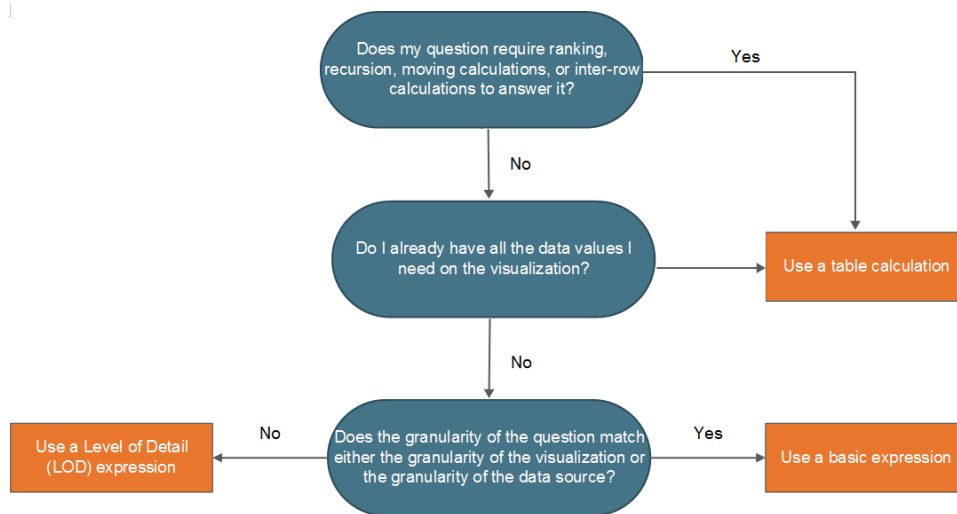 Does my question require ranking,
recursion, moving calculations, or inter-row
calculations to answer it?
Yes
No
Do I already have all the data values I
need on the visualization?
Use a table calculation
No
Does the granularity of the question match
either the granularity of the visualization or
the granularity of the data source?
No
Yes
Use a Level of Detail
(LOD) expression
Use a basic expression